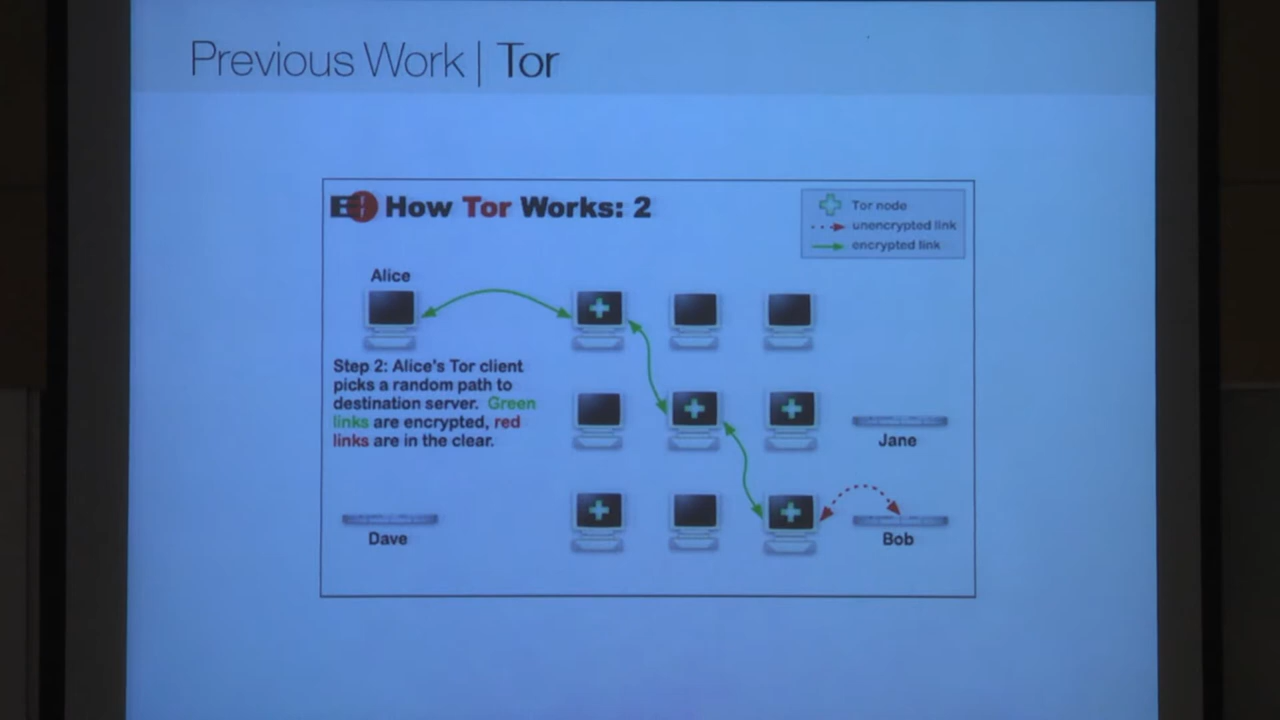 Previous Work | Tor
How Tor Works: 2
Tor node
unencrypted link
encrypted link
Alice
Step 2: Alice's Tor client
picks a random path to
destination server. Green
links are encrypted, red
links are in the clear.
Jane
Dave
Bob